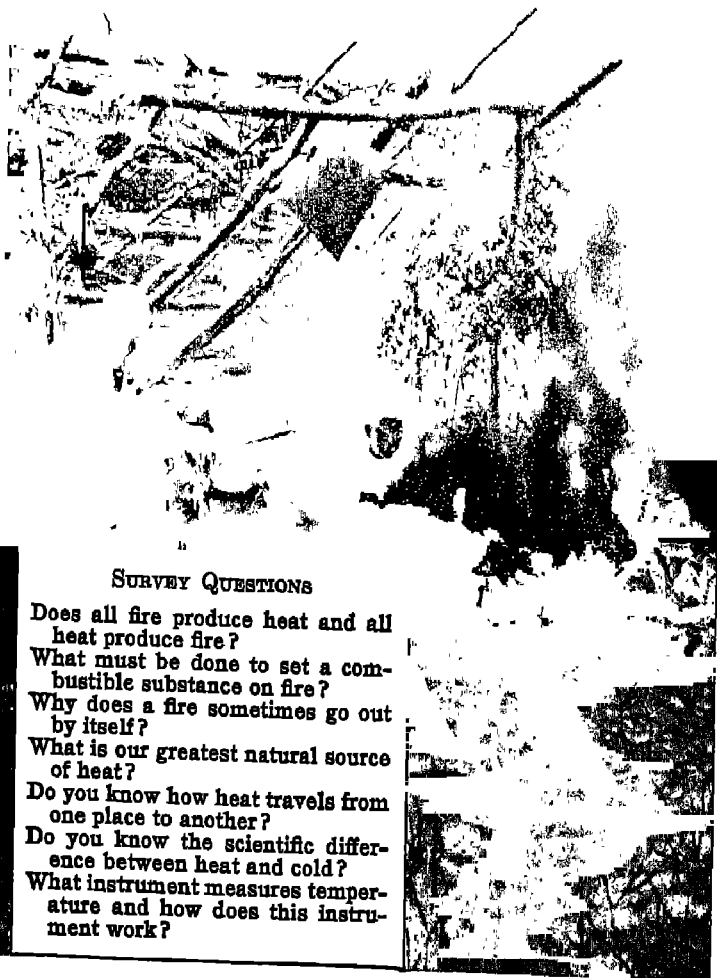 SURVEY QUESTIONS
Does all fire produce heat and all
heat produce fire?
What must be done to set a com-
bustible substance on fire?
Why does a fire sometimes go out
by itself?
What is our greatest natural source
of heat?
Do you know how heat travels from
one place to another?
Do you know the scientific differ-
ence between heat and cold?
What instrument measures temper-
ature and how does this instru-
ment work?